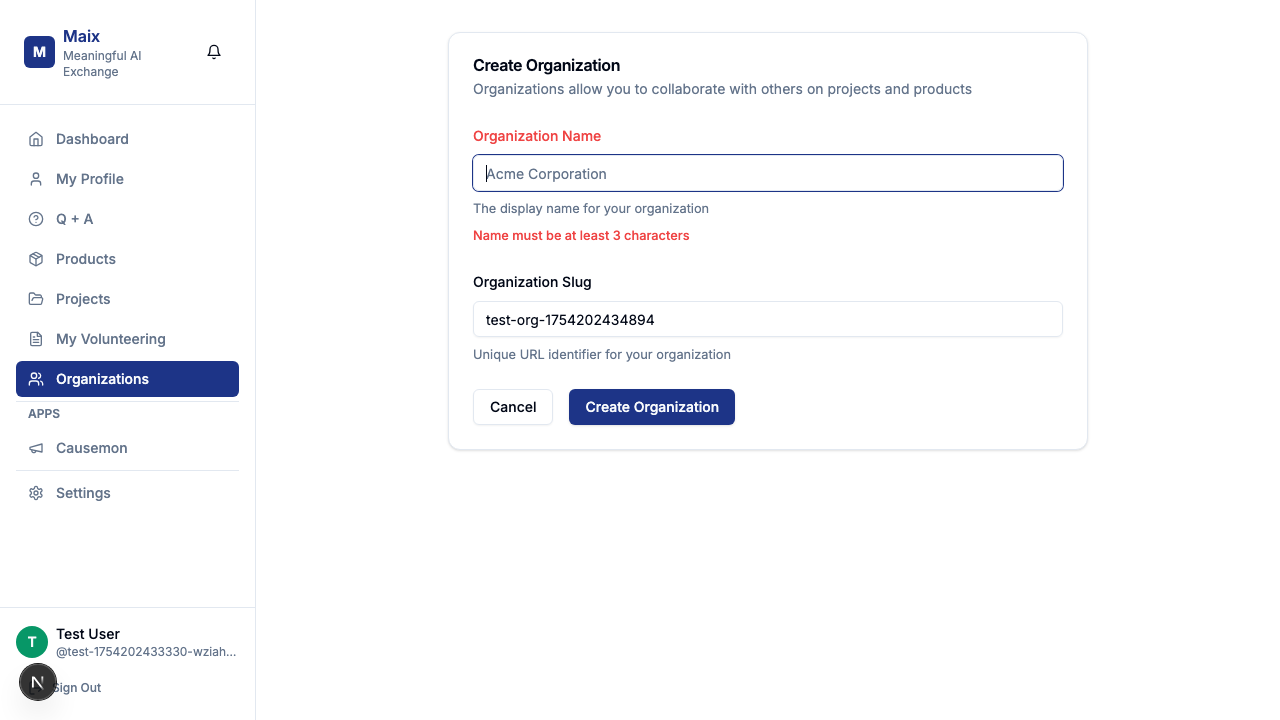 M
Maix
Meaningful AI
Exchange
Dashboard
My Profile
Q + A
Products
Projects
My Volunteering
Organizations
APPS
Causemon
Settings
T
Test User
@test-1754202433330-wziah...
N
Sign Out
Create Organization
Organizations allow you to collaborate with others on projects and products
Organization Name
Acme Corporation
The display name for your organization
Name must be at least 3 characters
Organization Slug
test-org-1754202434894
Unique URL identifier for your organization
Cancel
Create Organization